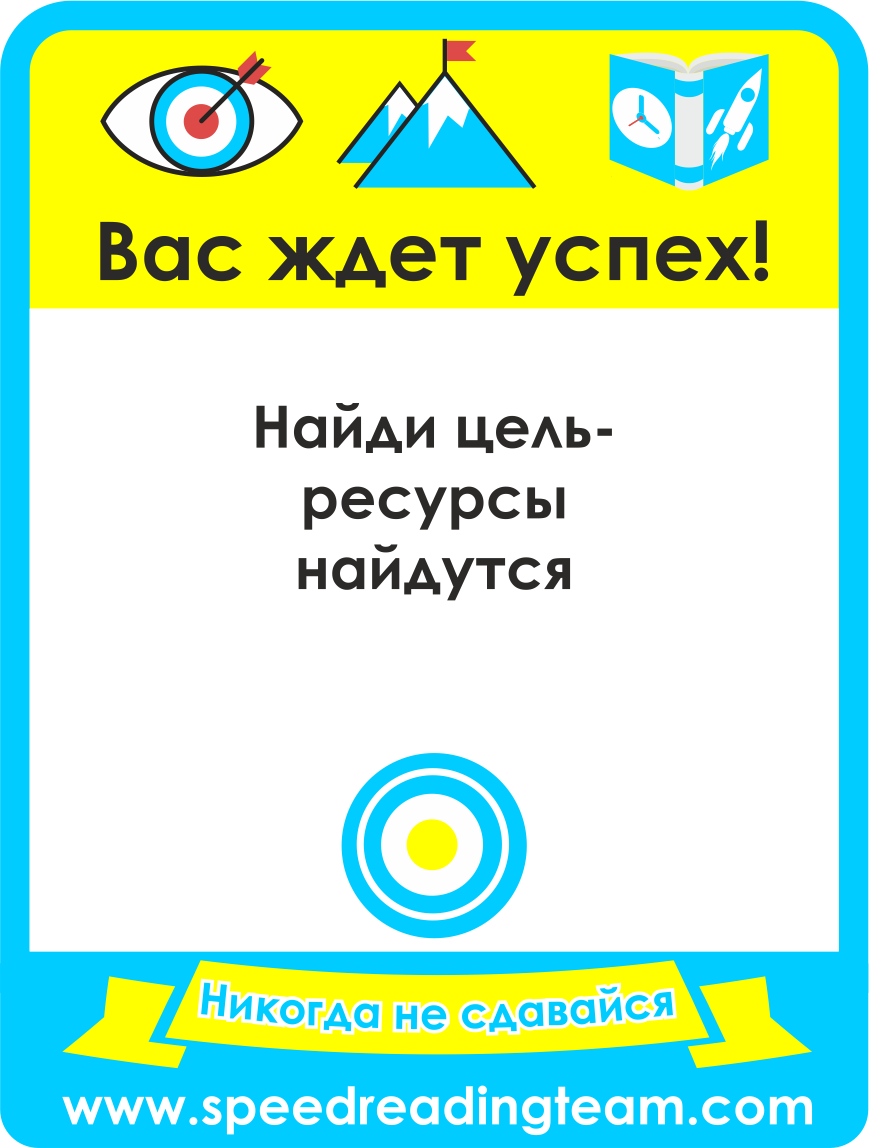 Вас ждет успех!
Найди цель-
ресурсы
найдутся
Никогда не сдавайся
www.speedreadingteam.com